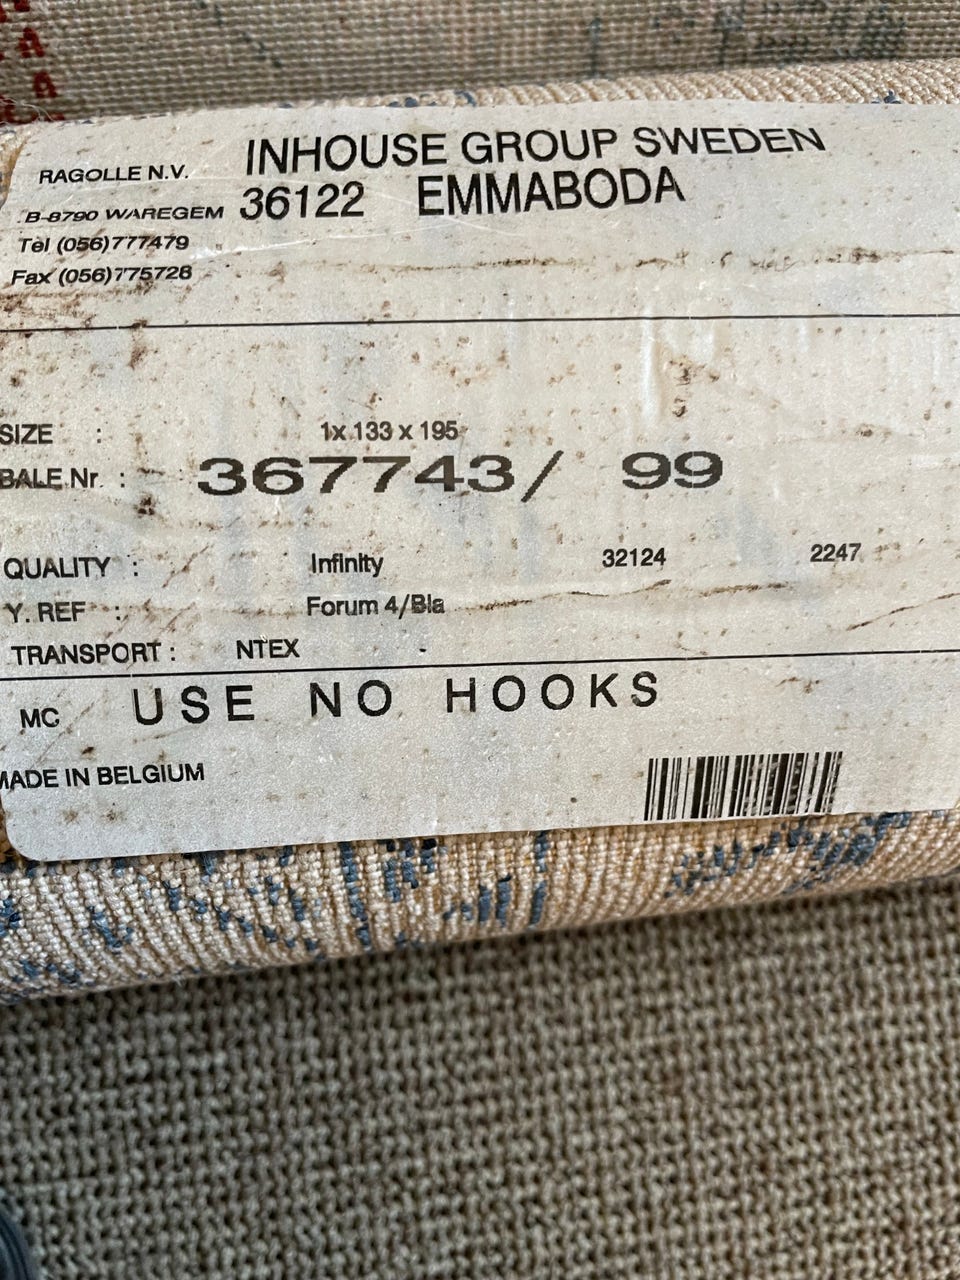 INHOUSE GROUP SWEDEN
RAGOLLE N.V.
36122 EMMABODA
B-8790 WAREGEM
Tel (056)777479
Fax (056)775728
SIZE : 1x 133 x 195
BALE Nr. : 367743/ 99
QUALITY : Infinity 32124 2247
Y. REF : Forum 4/Bla
TRANSPORT : NTEX -
MC USE NO HOOKS
MADE IN BELGIUM